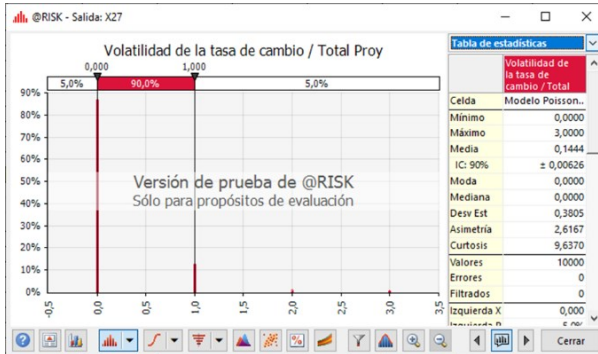 @RISK - Salida: X27
Volatilidad de la tasa de cambio / Total Proy
0,000 1,000
5,0% 90,0% 5,0%
90%
80%
70%
60%
50%
40%
30%
20%
10%
0%
-0,5 0,0 0,5 1,0 1,5 2,0 2,5 3,0 3,5
Versión de prueba de @RISK
Sólo para propósitos de evaluación
Tabla de estadísticas
Volatilidad de
la tasa de
cambio / Total
Celda Modelo Poisson..
Mínimo 0,0000
Máximo 3,0000
Media 0,1444
IC: 90% ± 0,00626
Moda 0,0000
Mediana 0,0000
Desv Est 0,3805
Asimetría 2,6167
Curtosis 9,6370
Valores 10000
Errores 0
Filtrados 0
Izquierda X 0,000
Izquierda P 5,0%
Cerrar